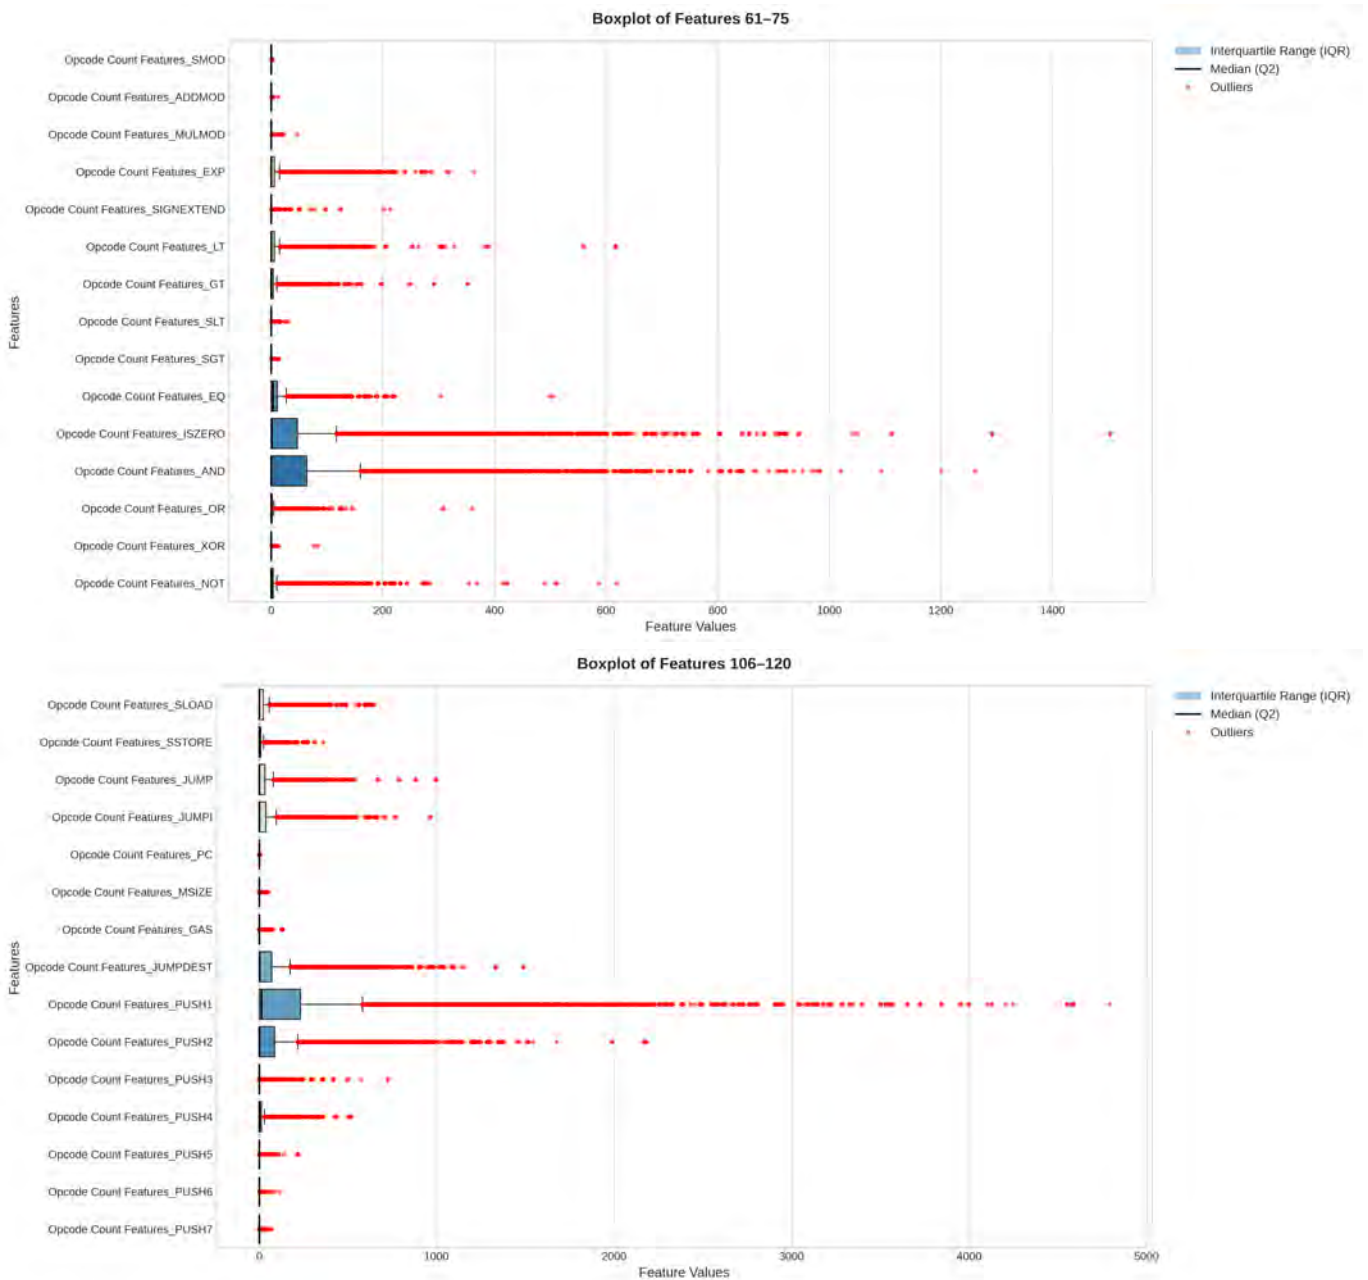 Boxplot of Features 61–75
Interquartile Range (IQR)
Median (Q2)
Outliers
Features
Opcode Count Features_SMOD
Opcode Count Features_ADDMOD
Opcode Count Features_MULMOD
Opcode Count Features_EXP
Opcode Count Features_SIGNEXTEND
Opcode Count Features_LT
Opcode Count Features_GT
Opcode Count Features_SLT
Opcode Count Features_SGT
Opcode Count Features_EQ
Opcode Count Features_ISZERO
Opcode Count Features_AND
Opcode Count Features_OR
Opcode Count Features_XOR
Opcode Count Features_NOT
0 200 400 600 800 1000 1200 1400
Feature Values
Boxplot of Features 106–120
Interquartile Range (IQR)
Median (Q2)
Outliers
Features
Opcode Count Features_SLOAD
Opcode Count Features_SSTORE
Opcode Count Features_JUMP
Opcode Count Features_JUMPI
Opcode Count Features_PC
Opcode Count Features_MSIZE
Opcode Count Features_GAS
Opcode Count Features_JUMPDEST
Opcode Count Features_PUSH1
Opcode Count Features_PUSH2
Opcode Count Features_PUSH3
Opcode Count Features_PUSH4
Opcode Count Features_PUSH5
Opcode Count Features_PUSH6
Opcode Count Features_PUSH7
0 1000 2000 3000 4000 5000
Feature Values